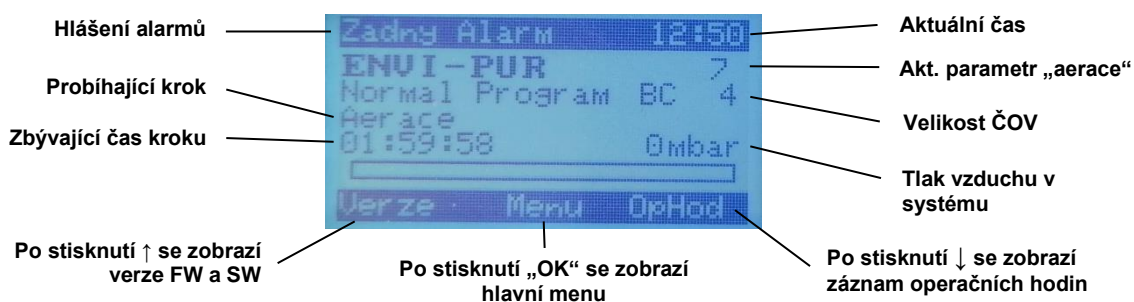 Hlášení alarmů
Zadny Alarm 12:50
Aktuální čas
ENVI-PUR 7
Akt. parametr „aerace“
Probíhající krok
Normal Program BC 4
Velikost ČOV
Aerace
Zbývající čas kroku
01:59:58 0mbar
Tlak vzduchu v
systému
Verze Menu OpHod
Po stisknutí ↑ se zobrazí
verze FW a SW
Po stisknutí „OK“ se zobrazí
hlavní menu
Po stisknutí ↓ se zobrazí
záznam operačních hodin